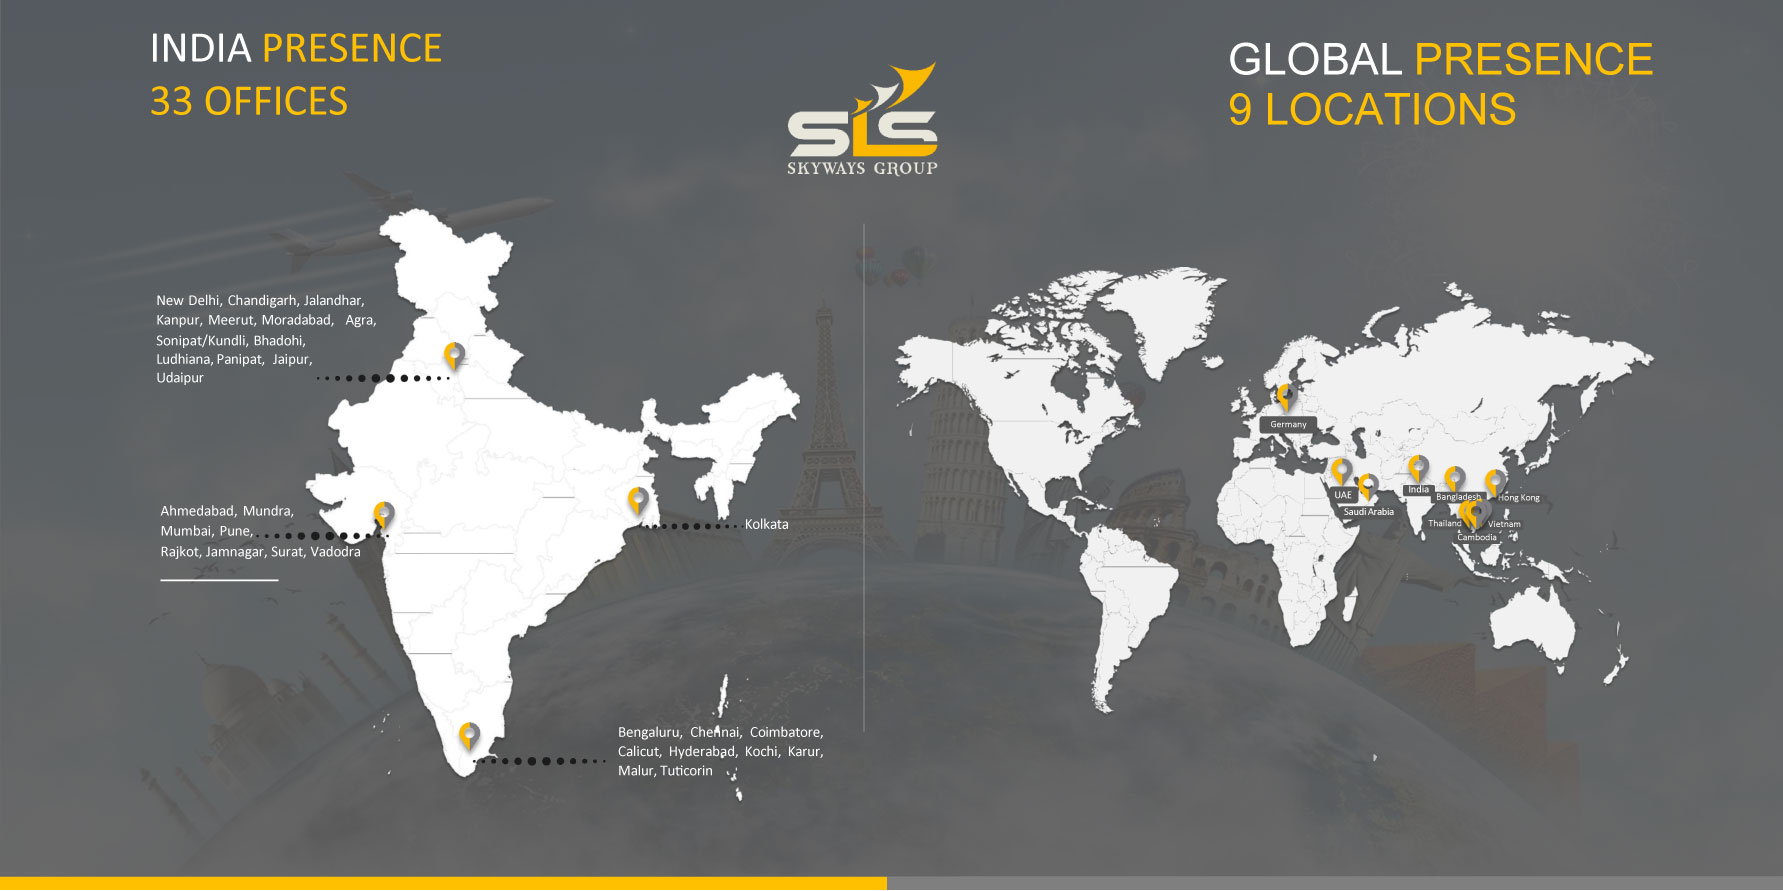 INDIA PRESENCE
33 OFFICES
SLS
SKYWAYS GROUP
GLOBAL PRESENCE
9 LOCATIONS
New Delhi, Chandigarh, Jalandhar,
Kanpur, Meerut, Moradabad, Agra,
Sonipat/Kundli, Bhadohi,
Ludhiana, Panipat, Jaipur,
Udaipur
Ahmedabad, Mundra,
Mumbai, Pune,
Rajkot, Jamnagar, Surat, Vadodra
Kolkata
Bengaluru, Chennai, Coimbatore,
Calicut, Hyderabad, Kochi, Karur,
Malur, Tuticorin
Germany
UAE
Saudi Arabia
India
Bangladesh
Hong Kong
Thailand
Vietnam
Cambodia